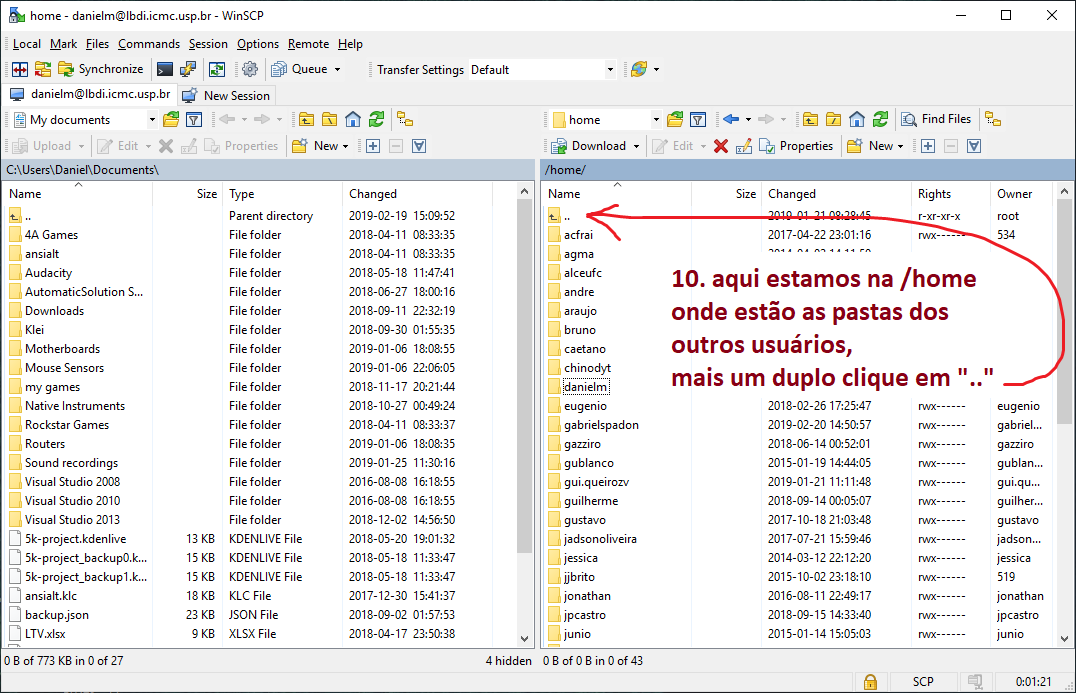 home - danielm@lbdi.icmc.usp.br - WinSCP
Local Mark Files Commands Session Options Remote Help
Synchronize Queue Transfer Settings Default
danielm@lbdi.icmc.usp.br New Session
My documents
Upload Edit Properties New
C:\Users\Daniel\Documents\
Name Size Type Changed
.. Parent directory 2019-02-19 15:09:52
4A Games File folder 2018-04-11 08:33:35
ansialt File folder 2018-04-11 08:33:35
Audacity File folder 2018-05-18 11:47:41
AutomaticSolution S... File folder 2018-06-27 18:00:16
Downloads File folder 2018-09-11 22:32:19
Klei File folder 2018-09-30 01:55:35
Motherboards File folder 2019-01-06 18:08:55
Mouse Sensors File folder 2019-01-06 22:06:05
my games File folder 2018-11-17 20:21:44
Native Instruments File folder 2018-10-27 00:49:24
Rockstar Games File folder 2018-04-11 08:33:37
Routers File folder 2019-01-06 18:08:35
Sound recordings File folder 2019-01-25 11:30:16
Visual Studio 2008 File folder 2016-08-08 16:18:55
Visual Studio 2010 File folder 2016-08-08 16:18:55
Visual Studio 2013 File folder 2018-12-02 14:56:50
5k-project.kdenlive 13 KB KDENLIVE File 2018-05-20 19:01:32
5k-project_backup0.k... 15 KB KDENLIVE File 2018-05-18 11:33:47
5k-project_backup1.k... 15 KB KDENLIVE File 2018-05-18 11:33:47
ansialt.klc 18 KB KLC File 2017-12-30 15:41:37
backup.json 23 KB JSON File 2018-09-02 01:57:53
LTV.xlsx 9 KB XLSX File 2018-04-17 23:50:38
0 B of 773 KB in 0 of 27 4 hidden
home Find Files
Download Edit Properties New
/home/
Name Size Changed Rights Owner
.. 2019-01-21 08:28:45 r-xr-xr-x root
acfrai 2017-04-22 23:01:16 rwx------ 534
agma
alceufc
andre
araujo
bruno
caetano
chinodyt
danielm
eugenio 2018-02-26 17:25:47 rwx------ eugenio
gabrielspadon 2019-02-20 14:50:57 rwx------ gabriel...
gazziro 2018-06-14 00:52:01 rwx------ gazziro
gublanco 2015-01-19 14:44:05 rwx------ gublan...
gui.queirozv 2019-01-21 11:11:48 rwx------ gui.qu...
guilherme 2018-09-14 00:05:07 rwx------ guilher...
gustavo 2017-10-18 21:03:48 rwx------ gustavo
jadsonoliveira 2017-07-21 15:59:46 rwx------ jadson...
jessica 2014-03-12 22:12:20 rwx------ jessica
jjbrito 2015-10-02 23:18:10 rwx------ 519
jonathan 2016-08-11 22:49:17 rwx------ jonathan
jpcastro 2018-09-15 14:33:40 rwx------ jpcastro
junio 2015-01-14 15:05:03 rwx------ junio
10. aqui estamos na /home
onde estão as pastas dos
outros usuários,
mais um duplo clique em ".."
0 B of 0 B in 0 of 43
SCP 0:01:21